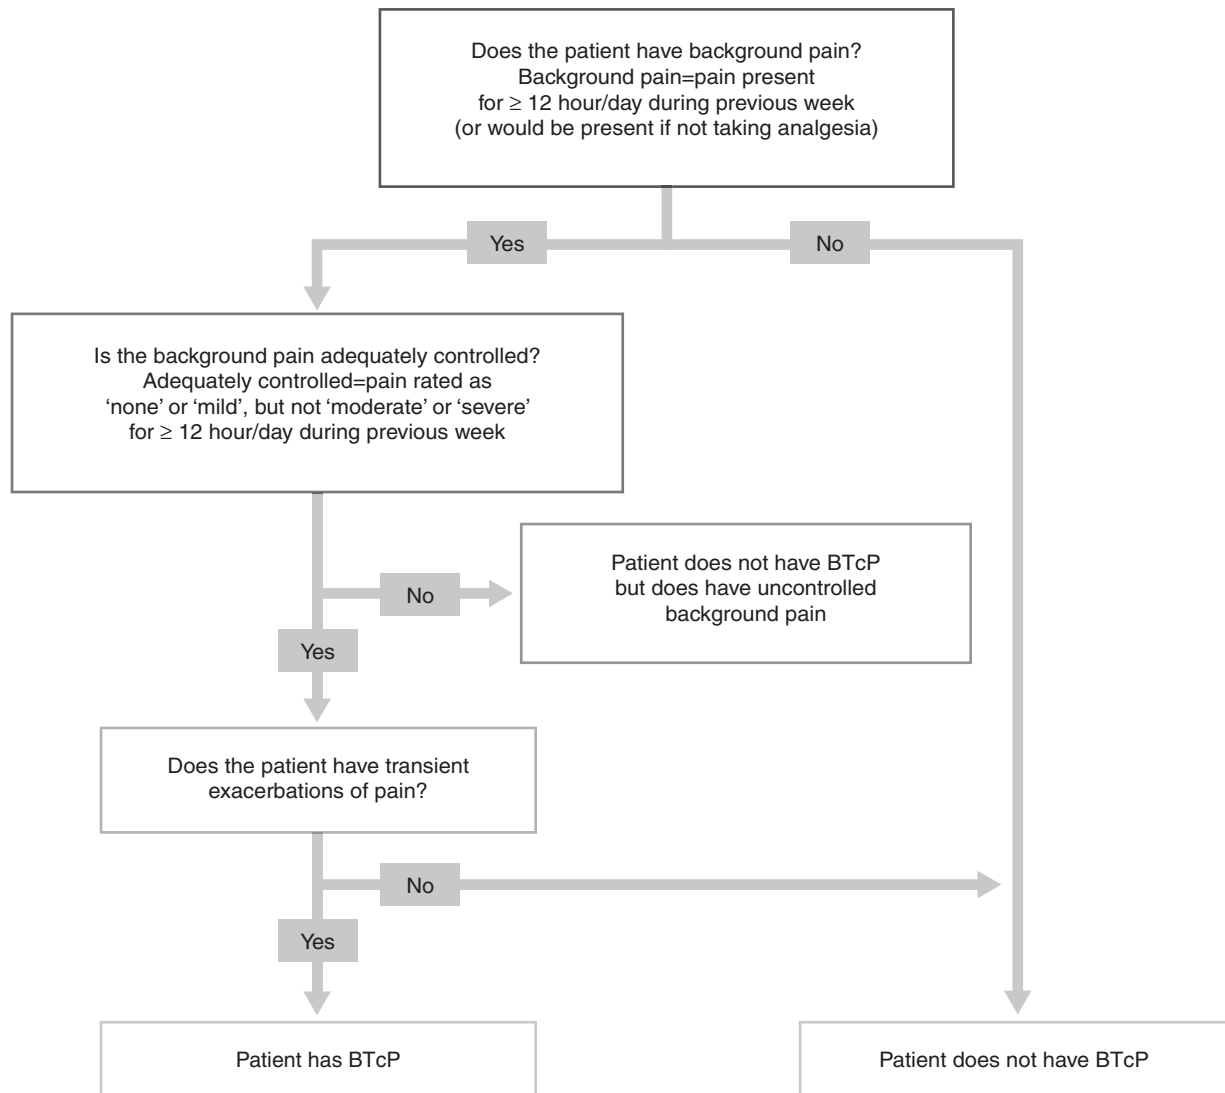 Does the patient have background pain?
Background pain=pain present
for ≥ 12 hour/day during previous week
(or would be present if not taking analgesia)
Yes
No
Is the background pain adequately controlled?
Adequately controlled=pain rated as
‘none’ or ‘mild’, but not ‘moderate’ or ‘severe’
for ≥ 12 hour/day during previous week
No
Patient does not have BTcP
but does have uncontrolled
background pain
Yes
Does the patient have transient
exacerbations of pain?
No
Yes
Patient has BTcP
Patient does not have BTcP